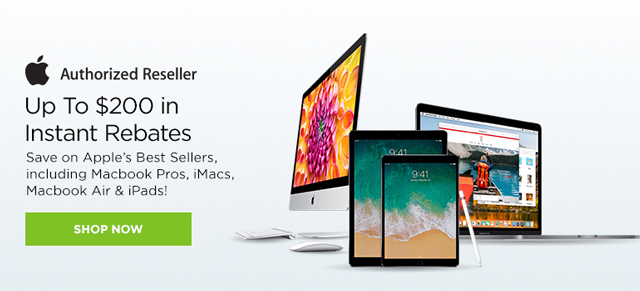 Authorized Reseller
Up To $200 in
Instant Rebates
Save on Apple's Best Sellers,
including Macbook Pros, iMacs,
Macbook Air & iPads!
SHOP NOW
9:41
9:41